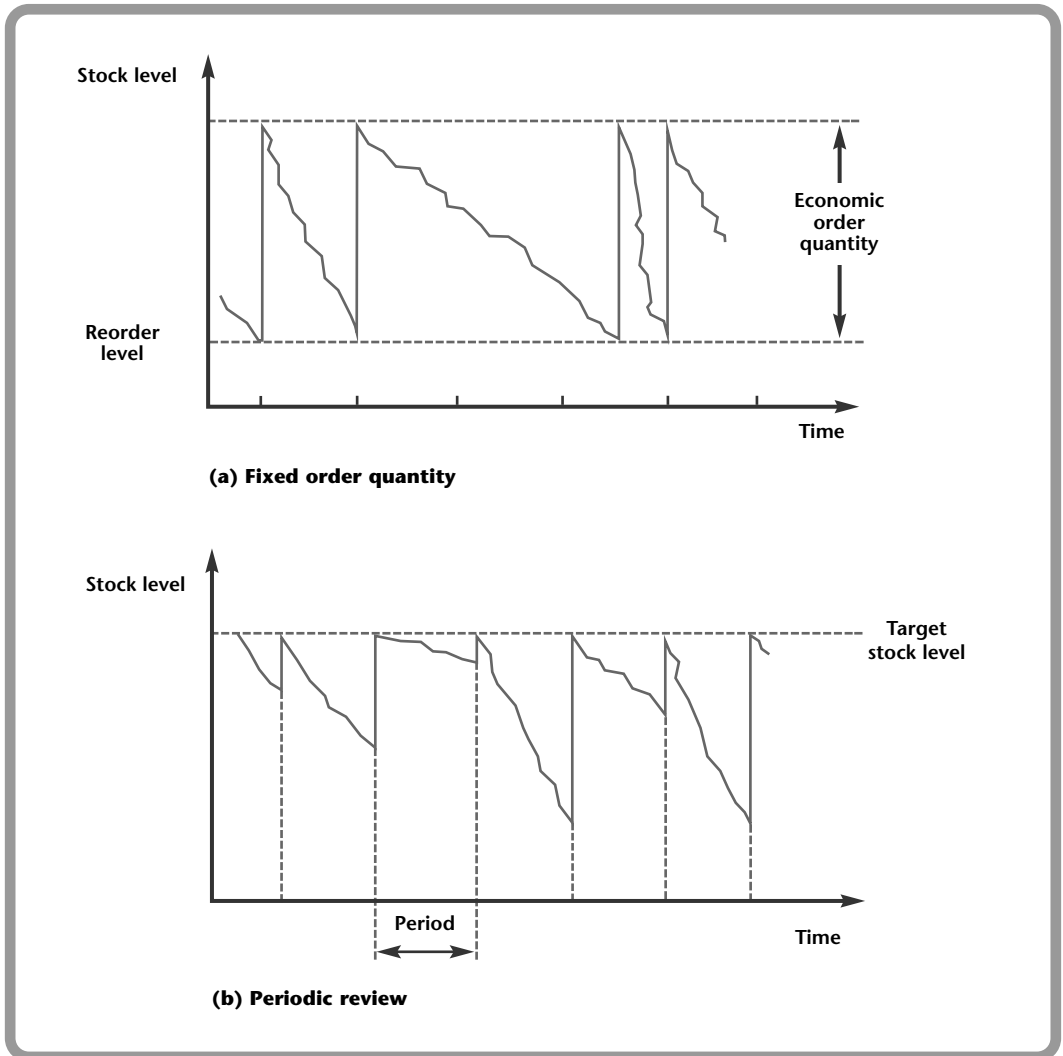 Stock level
Economic
order
quantity
Reorder
level
Time
(a) Fixed order quantity
Stock level
Target
stock level
Period
Time
(b) Periodic review